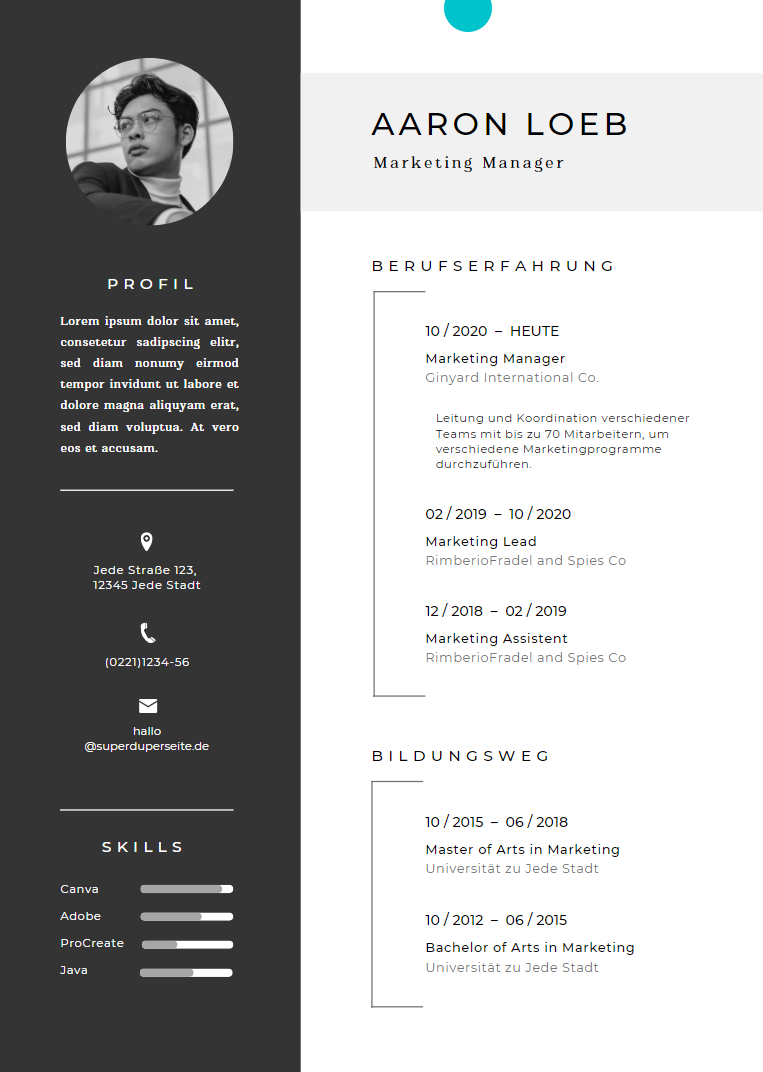 PROFIL
Lorem ipsum dolor sit amet,
consetetur sadipscing elitr,
sed diam nonumy eirmod
tempor invidunt ut labore et
dolore magna aliquyam erat,
sed diam voluptua. At vero
eos et accusam.
Jede Straße 123,
12345 Jede Stadt
(0221)1234-56
hallo
@superduperseite.de
SKILLS
Canva
Adobe
ProCreate
Java
AARON LOEB
Marketing Manager
BERUFSERFAHRUNG
10 / 2020 – HEUTE
Marketing Manager
Ginyard International Co.
Leitung und Koordination verschiedener
Teams mit bis zu 70 Mitarbeitern, um
verschiedene Marketingprogramme
durchzuführen.
02 / 2019 – 10 / 2020
Marketing Lead
RimberioFradel and Spies Co
12 / 2018 – 02 / 2019
Marketing Assistent
RimberioFradel and Spies Co
BILDUNGSWEG
10 / 2015 – 06 / 2018
Master of Arts in Marketing
Universität zu Jede Stadt
10 / 2012 – 06 / 2015
Bachelor of Arts in Marketing
Universität zu Jede Stadt